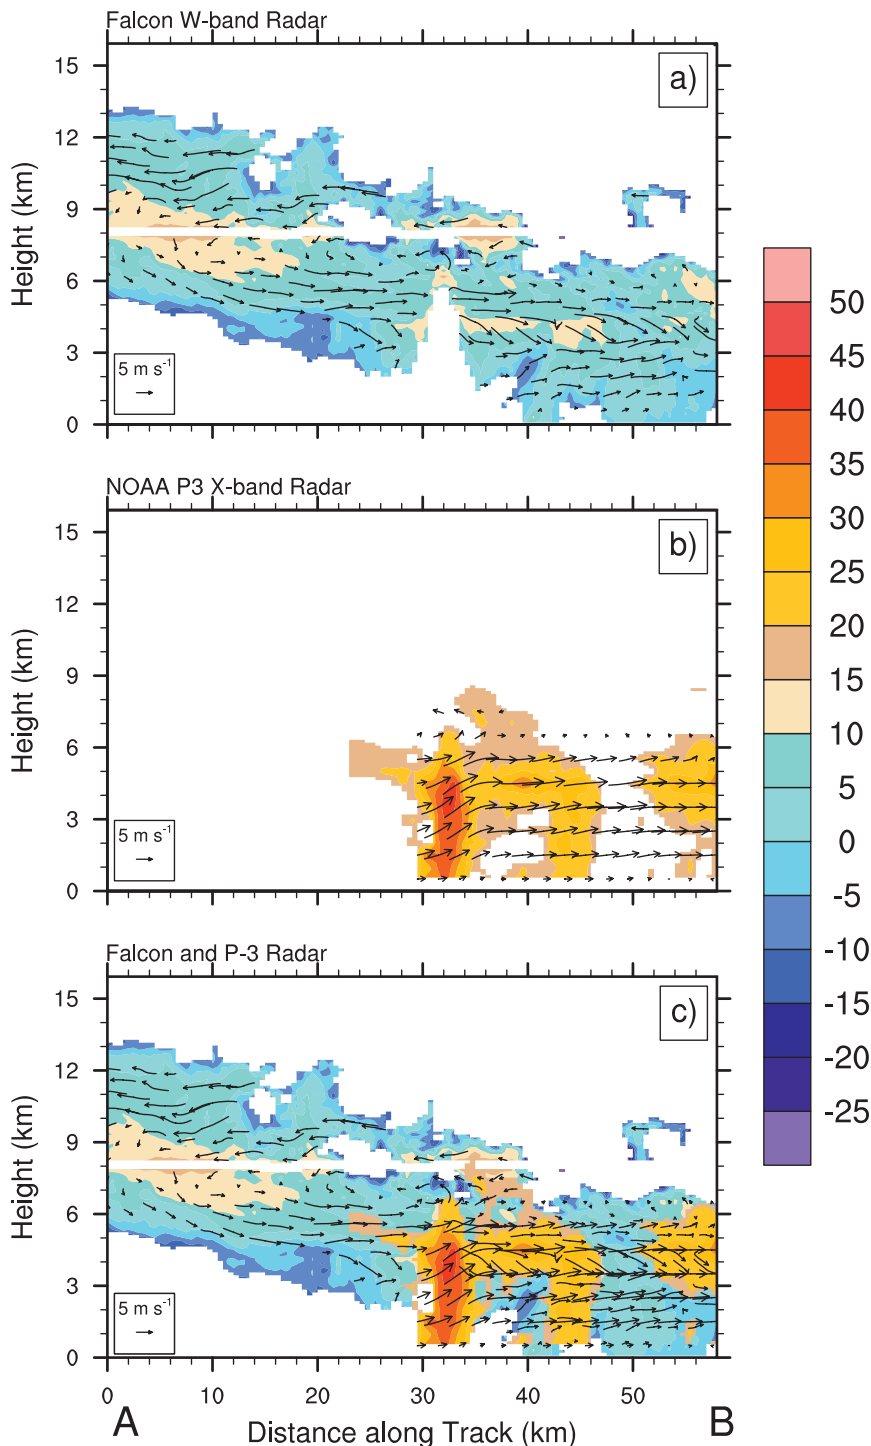 Falcon W-band Radar
a)
15
12
9
6
3
0
Height (km)
5 m s⁻¹
NOAA P3 X-band Radar
b)
15
12
9
6
3
0
Height (km)
5 m s⁻¹
Falcon and P-3 Radar
c)
15
12
9
6
3
0
Height (km)
5 m s⁻¹
0 10 20 30 40 50
A Distance along Track (km) B
50
45
40
35
30
25
20
15
10
5
0
-5
-10
-15
-20
-25